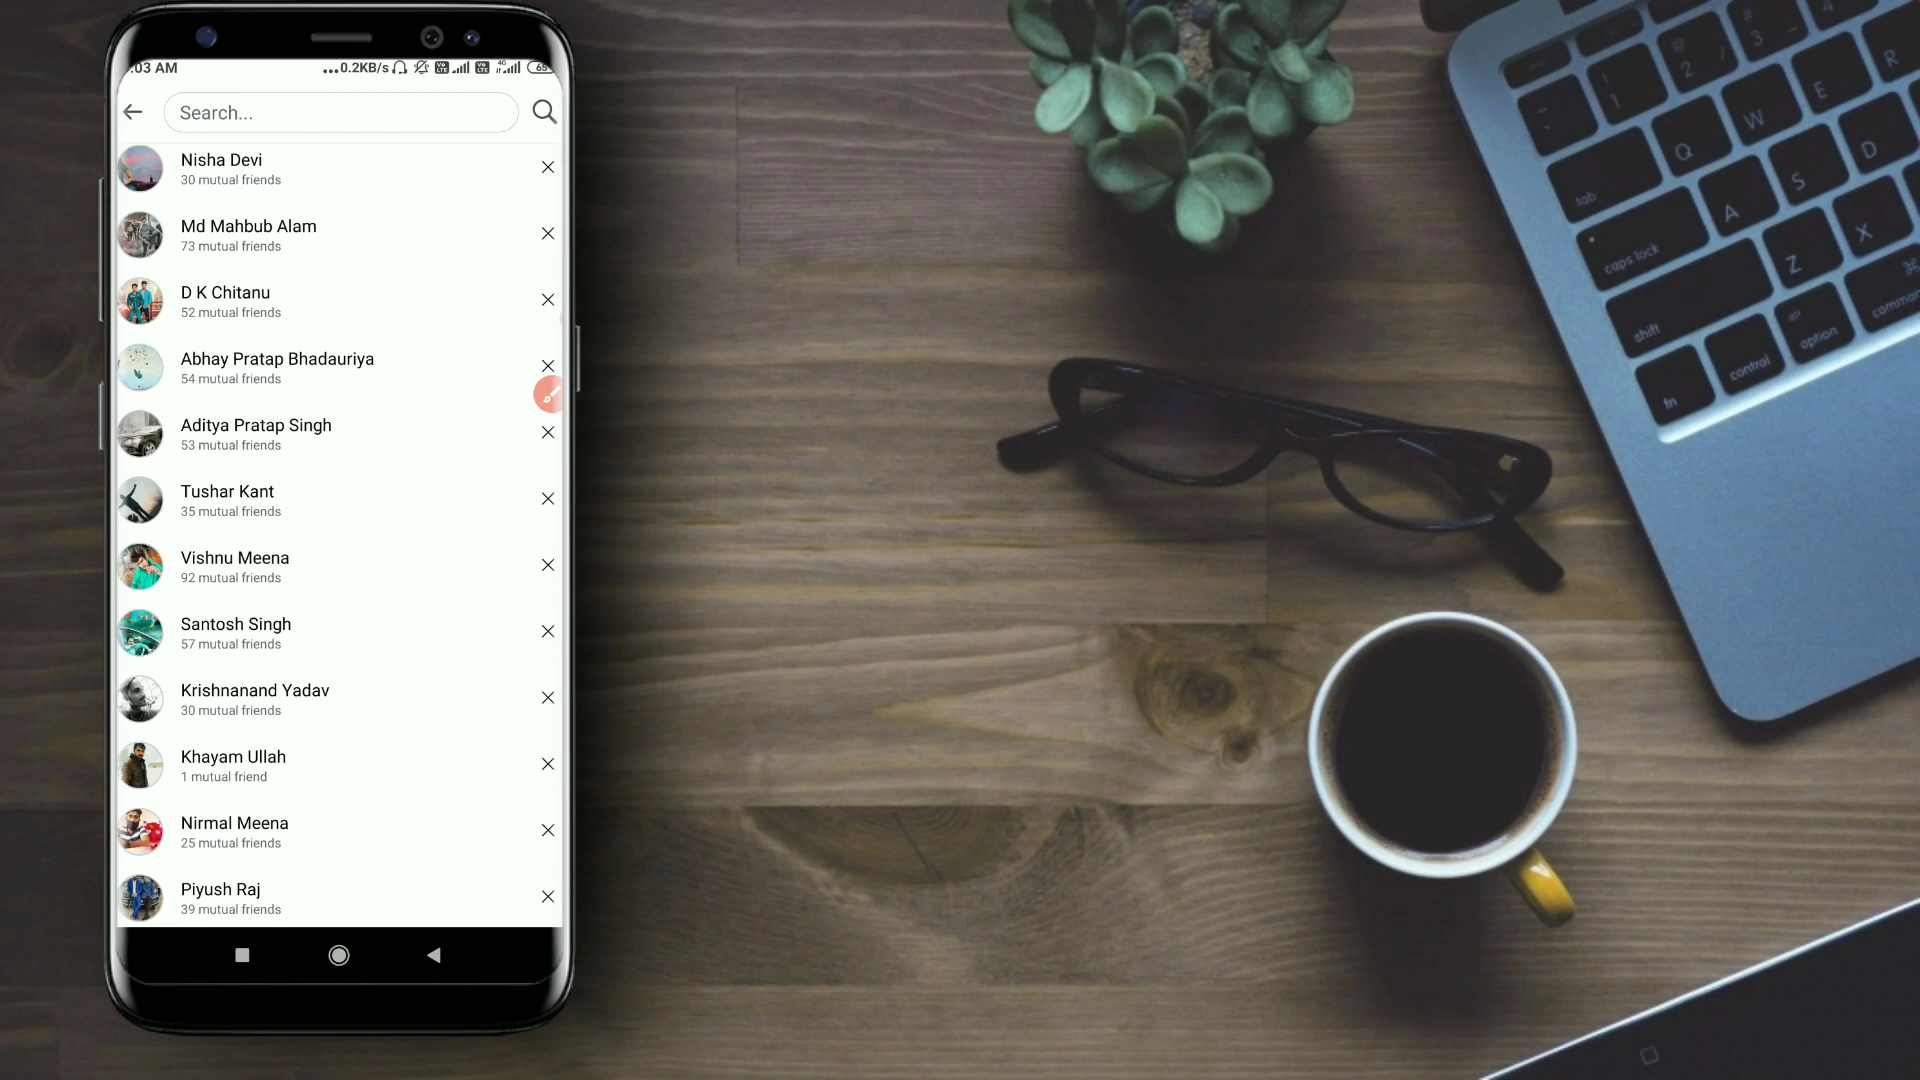 :03 AM
...0.2KB/s
4G
65
Search...
Nisha Devi
30 mutual friends
Md Mahbub Alam
73 mutual friends
D K Chitanu
52 mutual friends
Abhay Pratap Bhadauriya
54 mutual friends
Aditya Pratap Singh
53 mutual friends
Tushar Kant
35 mutual friends
Vishnu Meena
92 mutual friends
Santosh Singh
57 mutual friends
Krishnanand Yadav
30 mutual friends
Khayam Ullah
1 mutual friend
Nirmal Meena
25 mutual friends
Piyush Raj
39 mutual friends
! 1
@ 2
# 3
4
Q W E R
tab
A S D
caps lock
Z X
shift
fn control alt option